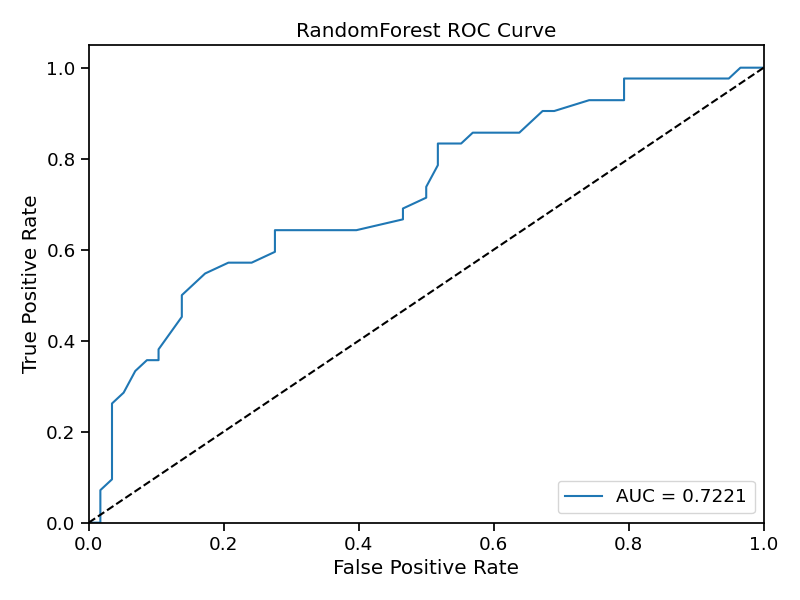 RandomForest ROC Curve
True Positive Rate
1.0
0.8
0.6
0.4
0.2
0.0
AUC = 0.7221
0.0 0.2 0.4 0.6 0.8 1.0
False Positive Rate